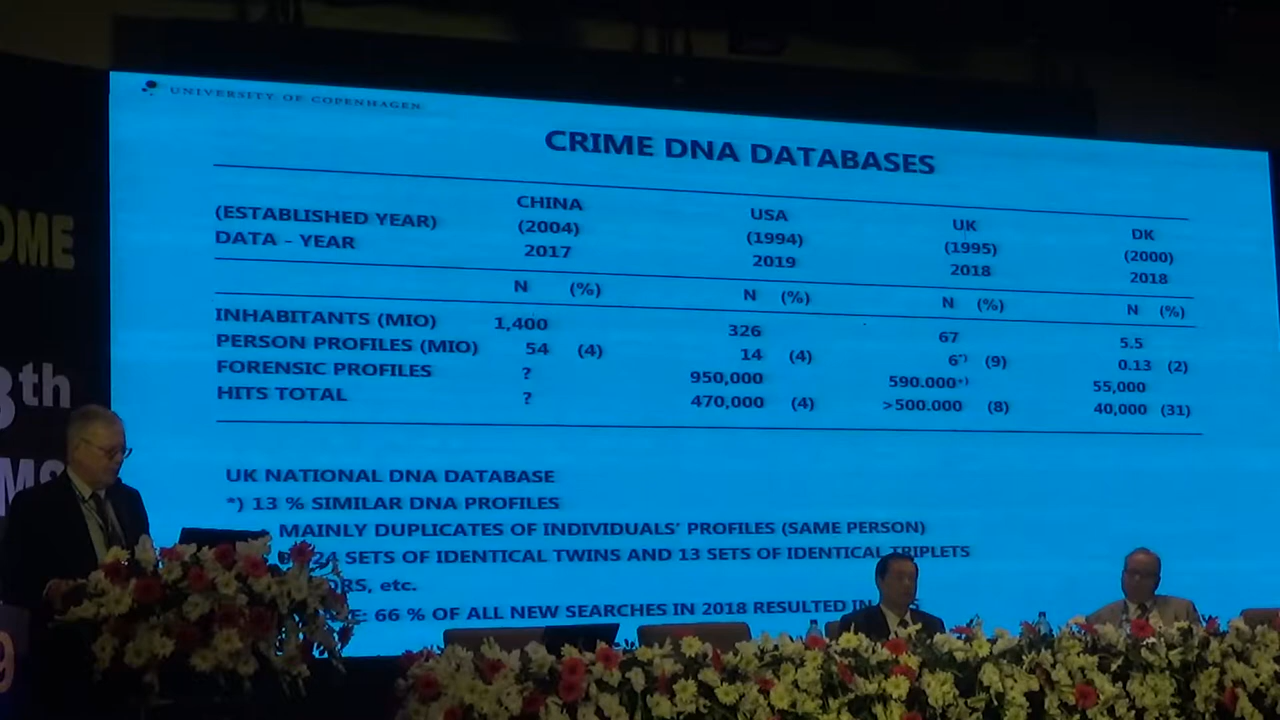 UNIVERSITY OF COPENHAGEN
CRIME DNA DATABASES
CHINA USA UK DK
(ESTABLISHED YEAR) (2004) (1994) (1995) (2000)
DATA – YEAR 2017 2019 2018 2018
N (%) N (%) N (%) N (%)
INHABITANTS (MIO) 1,400 326 67 5.5
PERSON PROFILES (MIO) 54 (4) 14 (4) 6*) (9) 0.13 (2)
FORENSIC PROFILES ? 950,000 590.000*) 55,000
HITS TOTAL ? 470,000 (4) >500.000 (8) 40,000 (31)
UK NATIONAL DNA DATABASE
*) 13 % SIMILAR DNA PROFILES
MAINLY DUPLICATES OF INDIVIDUALS’ PROFILES (SAME PERSON)
24 SETS OF IDENTICAL TWINS AND 13 SETS OF IDENTICAL TRIPLETS
etc.
66 % OF ALL NEW SEARCHES IN 2018 RESULTED IN
OME
th
9